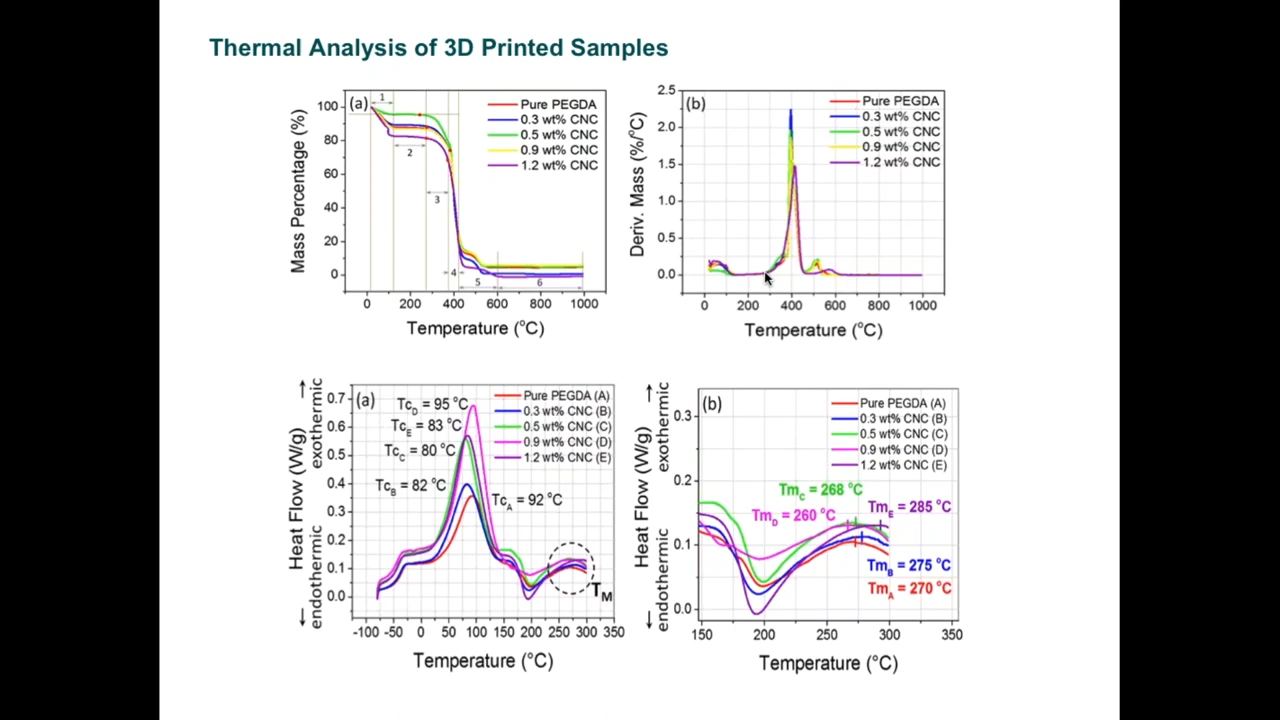 Thermal Analysis of 3D Printed Samples
(a)
1
2
3
4
5
6
Pure PEGDA
0.3 wt% CNC
0.5 wt% CNC
0.9 wt% CNC
1.2 wt% CNC
Mass Percentage (%)
100
80
60
40
20
0
0 200 400 600 800 1000
Temperature (°C)
(b)
Pure PEGDA
0.3 wt% CNC
0.5 wt% CNC
0.9 wt% CNC
1.2 wt% CNC
Deriv. Mass (%/°C)
2.5
2.0
1.5
1.0
0.5
0.0
0 200 400 600 800 1000
Temperature (°C)
(a)
Tc_D = 95 °C
Tc_E = 83 °C
Tc_C = 80 °C
Tc_B = 82 °C
Tc_A = 92 °C
Pure PEGDA (A)
0.3 wt% CNC (B)
0.5 wt% CNC (C)
0.9 wt% CNC (D)
1.2 wt% CNC (E)
T_M
Heat Flow (W/g)
endothermic
exothermic
0.7
0.6
0.5
0.4
0.3
0.2
0.1
0.0
-100 -50 0 50 100 150 200 250 300 350
Temperature (°C)
(b)
Pure PEGDA (A)
0.3 wt% CNC (B)
0.5 wt% CNC (C)
0.9 wt% CNC (D)
1.2 wt% CNC (E)
Tm_C = 268 °C
Tm_D = 260 °C
Tm_E = 285 °C
Tm_B = 275 °C
Tm_A = 270 °C
Heat Flow (W/g)
endothermic
exothermic
0.3
0.2
0.1
0.0
150 200 250 300 350
Temperature (°C)